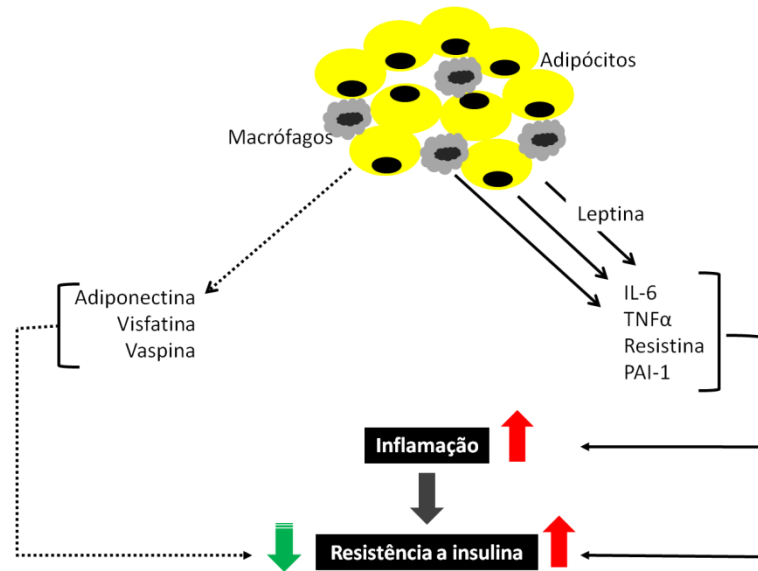 Adipócitos
Macrófagos
Leptina
Adiponectina
Visfatina
Vaspina
IL-6
TNFα
Resistina
PAI-1
Inflamação
Resistência a insulina